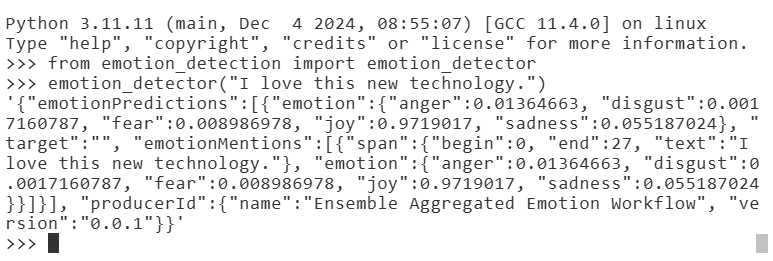 Python 3.11.11 (main, Dec  4 2024, 08:55:07) [GCC 11.4.0] on linux
Type "help", "copyright", "credits" or "license" for more information.
>>> from emotion_detection import emotion_detector
>>> emotion_detector("I love this new technology.")
'{"emotionPredictions":[{"emotion":{"anger":0.01364663, "disgust":0.001
7160787, "fear":0.008986978, "joy":0.9719017, "sadness":0.055187024}, "
target":"", "emotionMentions":[{"span":{"begin":0, "end":27, "text":"I
love this new technology."}, "emotion":{"anger":0.01364663, "disgust":0
.0017160787, "fear":0.008986978, "joy":0.9719017, "sadness":0.055187024
}}]}], "producerId":{"name":"Ensemble Aggregated Emotion Workflow", "ve
rsion":"0.0.1"}}'
>>>